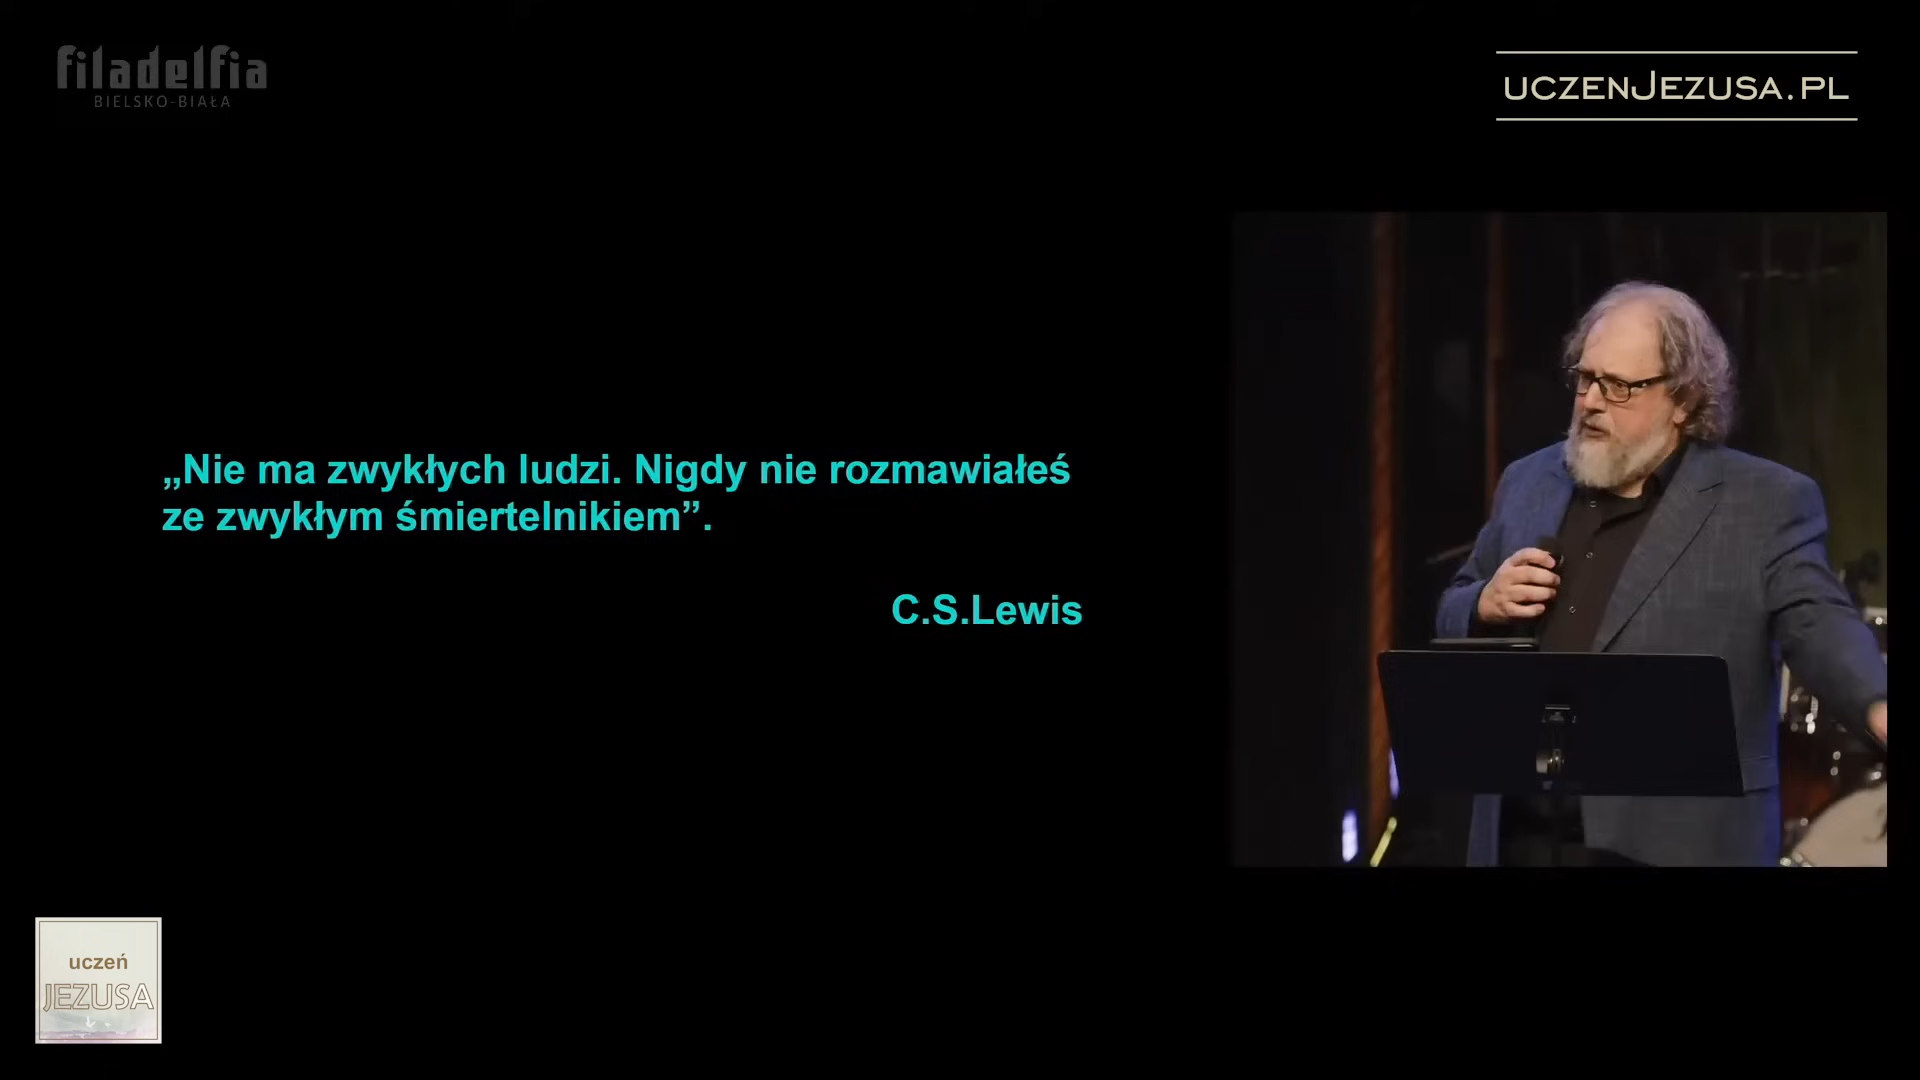 filadelfia
BIELSKO-BIAŁA
UCZENJEZUSA.PL
„Nie ma zwykłych ludzi. Nigdy nie rozmawiałeś
ze zwykłym śmiertelnikiem”.
C.S.Lewis
uczeń
JEZUSA